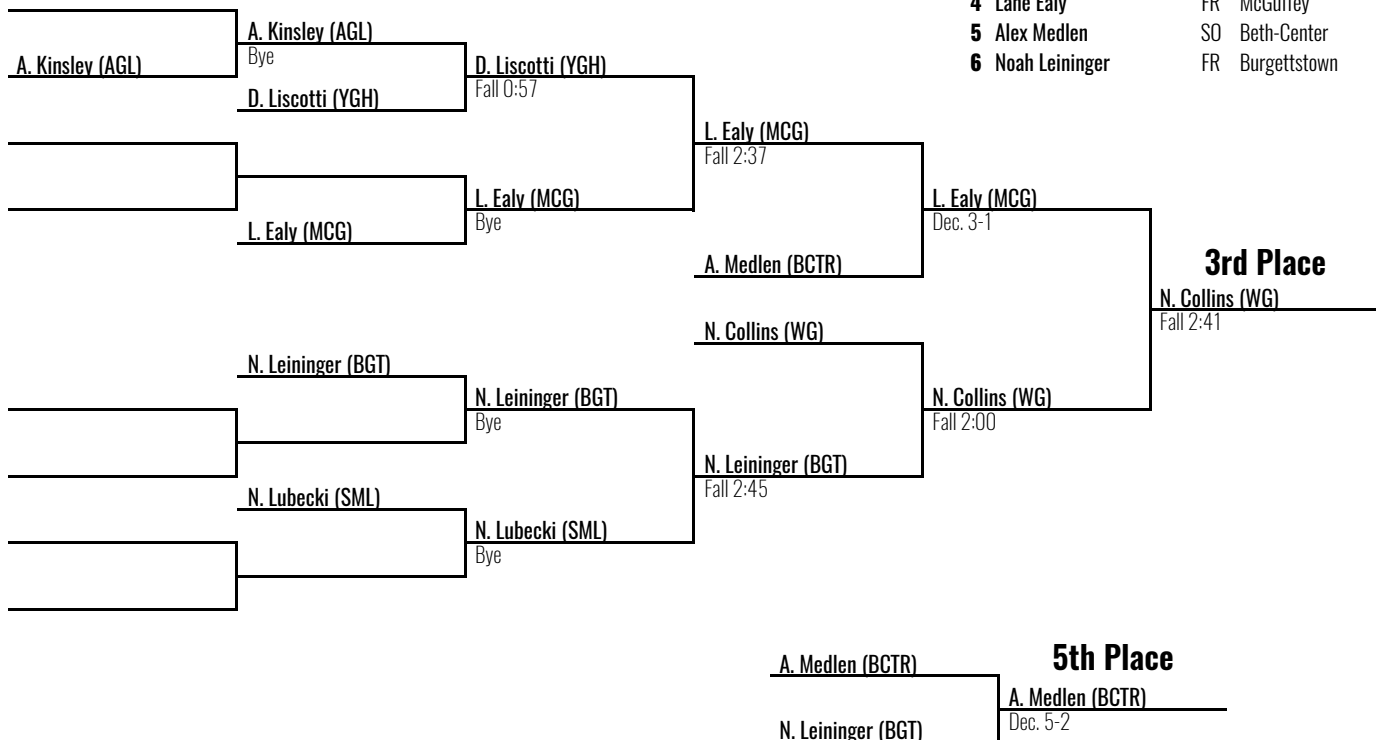 4 Lane Ealy FR McGuffey
5 Alex Medlen SO Beth-Center
6 Noah Leininger FR Burgettstown
A. Kinsley (AGL)
A. Kinsley (AGL)
Bye
D. Liscotti (YGH)
D. Liscotti (YGH)
Fall 0:57
L. Ealy (MCG)
Fall 2:37
L. Ealy (MCG)
L. Ealy (MCG)
Bye
L. Ealy (MCG)
Dec. 3-1
A. Medlen (BCTR)
3rd Place
N. Collins (WG)
Fall 2:41
N. Collins (WG)
N. Leininger (BGT)
N. Leininger (BGT)
Bye
N. Collins (WG)
Fall 2:00
N. Leininger (BGT)
Fall 2:45
N. Lubecki (SML)
N. Lubecki (SML)
Bye
5th Place
A. Medlen (BCTR)
A. Medlen (BCTR)
Dec. 5-2
N. Leininger (BGT)